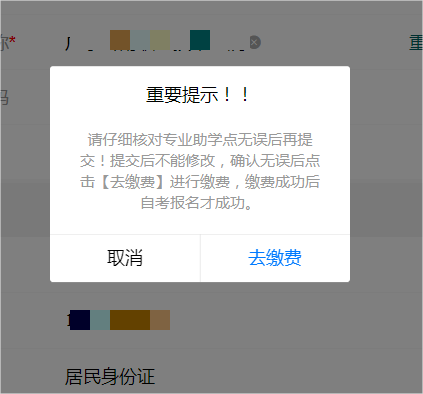 称*
重
重要提示！！
码
请仔细核对专业助学点无误后再提
交！提交后不能修改，确认无误后点
击【去缴费】进行缴费，缴费成功后
自考报名才成功。
取消
去缴费
居民身份证